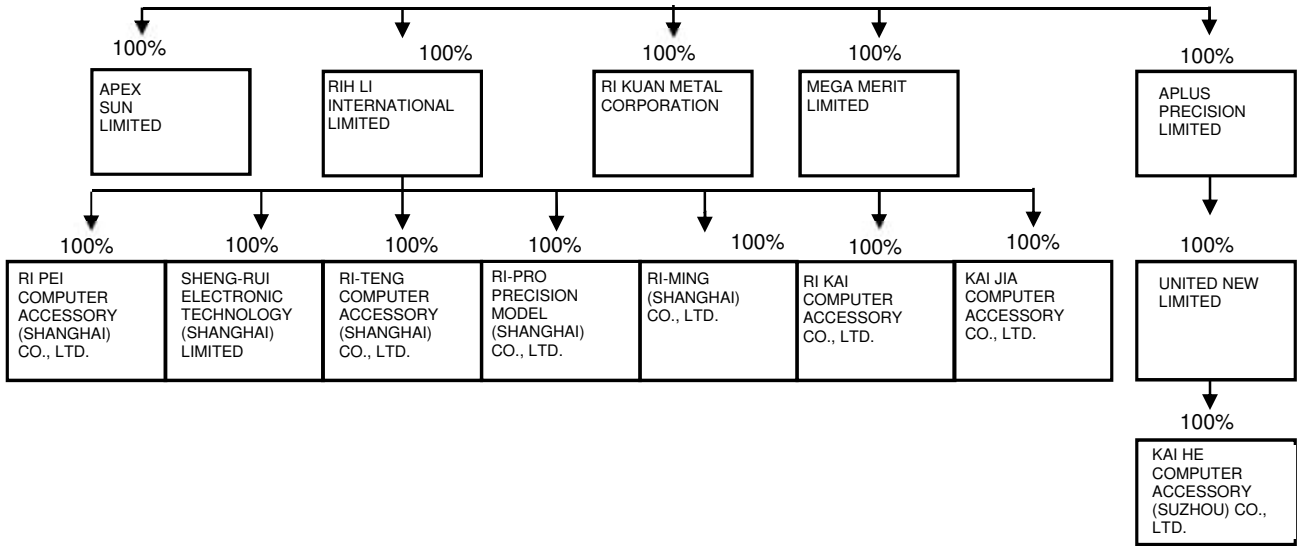 100%
100%
100%
100%
100%
APEX
SUN
LIMITED
RIH LI
INTERNATIONAL
LIMITED
RI KUAN METAL
CORPORATION
MEGA MERIT
LIMITED
APLUS
PRECISION
LIMITED
100%
100%
100%
100%
100%
100%
100%
100%
RI PEI
COMPUTER
ACCESSORY
(SHANGHAI)
CO., LTD.
SHENG-RUI
ELECTRONIC
TECHNOLOGY
(SHANGHAI)
LIMITED
RI-TENG
COMPUTER
ACCESSORY
(SHANGHAI)
CO., LTD.
RI-PRO
PRECISION
MODEL
(SHANGHAI)
CO., LTD.
RI-MING
(SHANGHAI)
CO., LTD.
RI KAI
COMPUTER
ACCESSORY
CO., LTD.
KAI JIA
COMPUTER
ACCESSORY
CO., LTD.
UNITED NEW
LIMITED
100%
KAI HE
COMPUTER
ACCESSORY
(SUZHOU) CO.,
LTD.